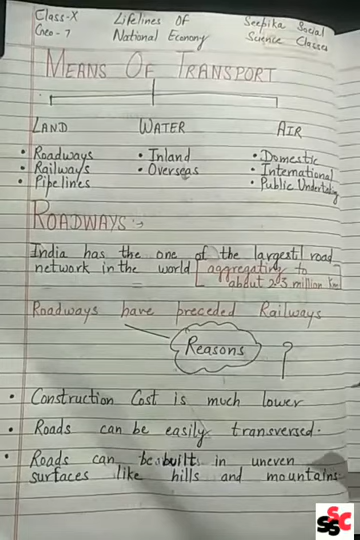 Class-X Lifelines Of Seepika Social
Geo-7 National Economy Science Classes
MEANS OF TRANSPORT
LAND WATER AIR
• Roadways • Inland • Domestic
• Railways • Overseas • International
• Pipelines • Public Undertaking
ROADWAYS:→
India has the one of the largest road
network in the world [aggregating to
about 2.3 million km]
Roadways have preceded Railways
Reasons
• Construction Cost is much lower
• Roads can be easily transversed.
• Roads can be built in uneven
surfaces like hills and mountains.
SSC